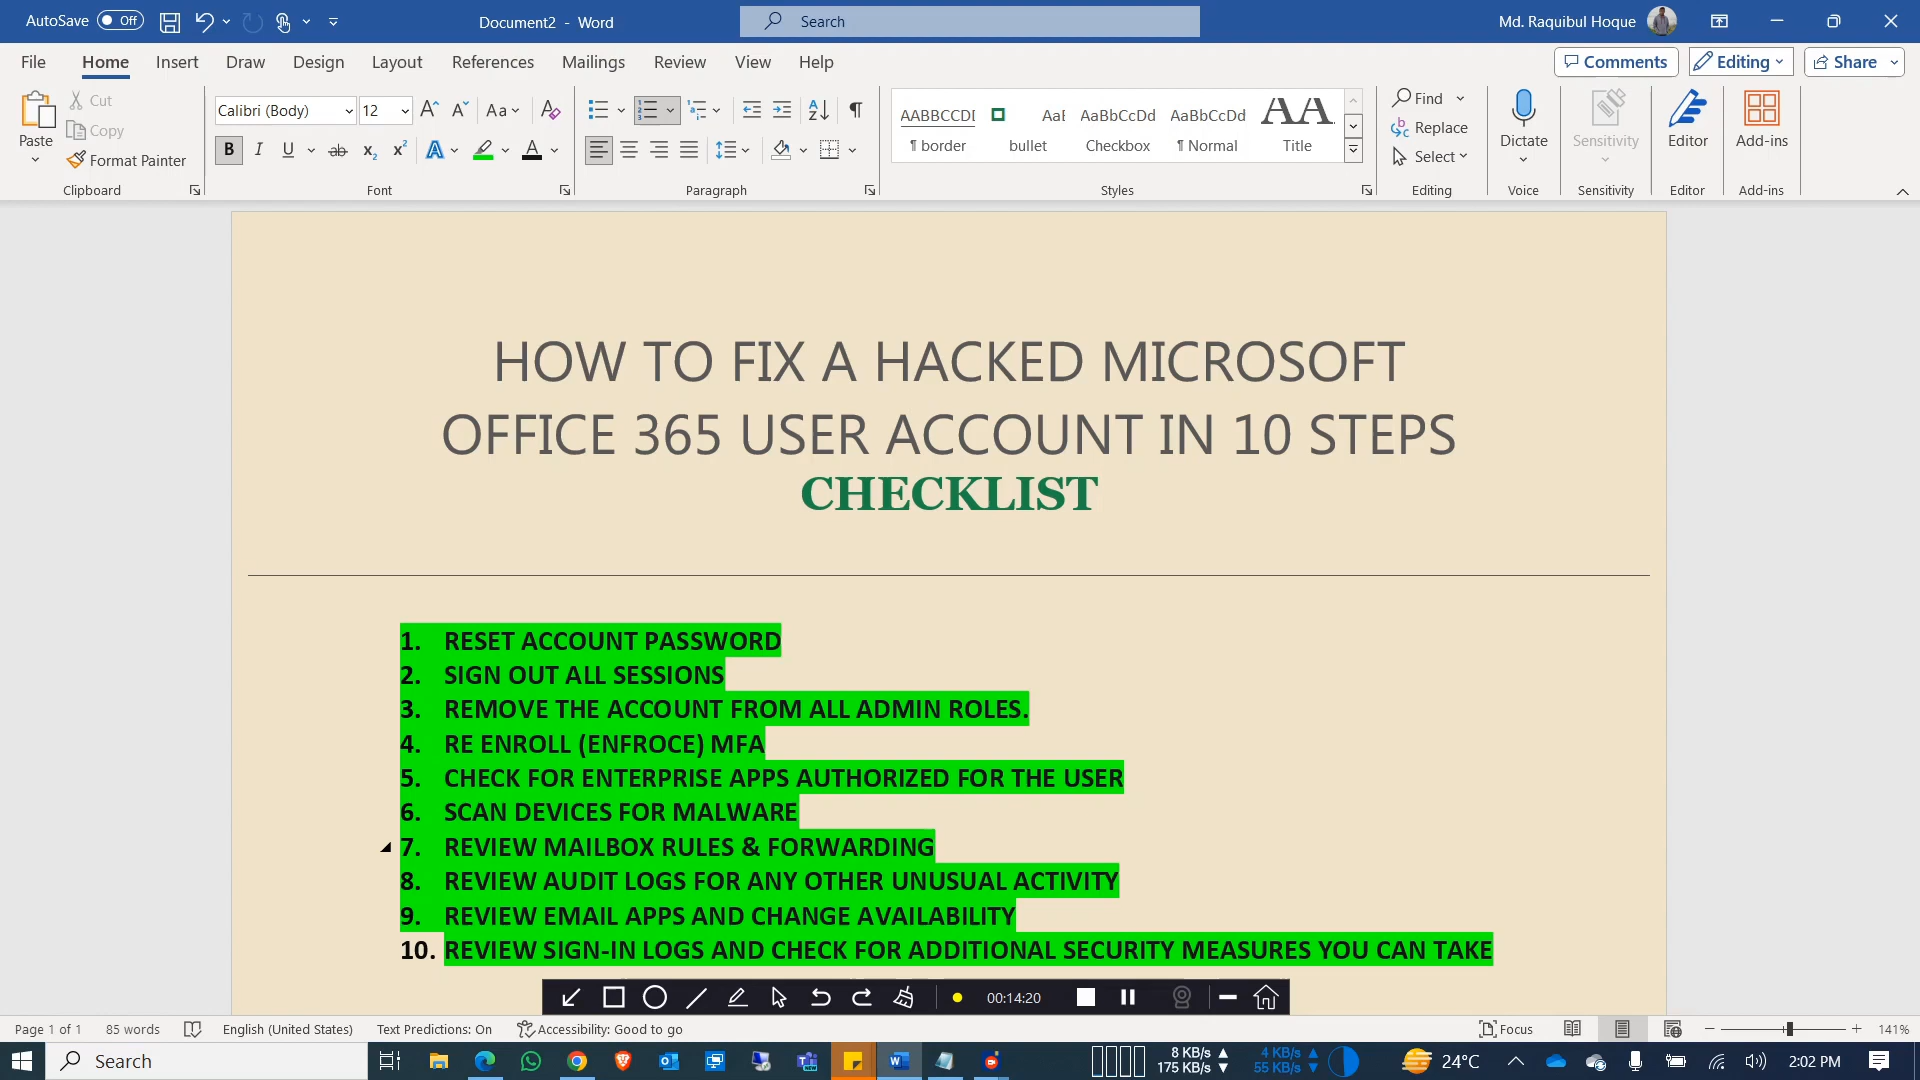 AutoSave Off
Document2 - Word
Search
Md. Raquibul Hoque
File Home Insert Draw Design Layout References Mailings Review View Help
Comments Editing Share
Paste
Cut
Copy
Format Painter
Clipboard
Calibri (Body) 12
Aa
B I U ab x₂ x² A A
Font
Paragraph
AABBCCDI
¶ border
AaI
bullet
AaBbCcDd
Checkbox
AaBbCcDd
¶ Normal
AA
Title
Styles
Find
Replace
Select
Editing
Dictate
Voice
Sensitivity
Sensitivity
Editor
Editor
Add-ins
Add-ins
HOW TO FIX A HACKED MICROSOFT
OFFICE 365 USER ACCOUNT IN 10 STEPS
CHECKLIST
1. RESET ACCOUNT PASSWORD
2. SIGN OUT ALL SESSIONS
3. REMOVE THE ACCOUNT FROM ALL ADMIN ROLES.
4. RE ENROLL (ENFROCE) MFA
5. CHECK FOR ENTERPRISE APPS AUTHORIZED FOR THE USER
6. SCAN DEVICES FOR MALWARE
7. REVIEW MAILBOX RULES & FORWARDING
8. REVIEW AUDIT LOGS FOR ANY OTHER UNUSUAL ACTIVITY
9. REVIEW EMAIL APPS AND CHANGE AVAILABILITY
10. REVIEW SIGN-IN LOGS AND CHECK FOR ADDITIONAL SECURITY MEASURES YOU CAN TAKE
00:14:20
Page 1 of 1 85 words English (United States) Text Predictions: On Accessibility: Good to go Focus 141%
Search
8 KB/s
175 KB/s
4 KB/s
55 KB/s
24°C
2:02 PM